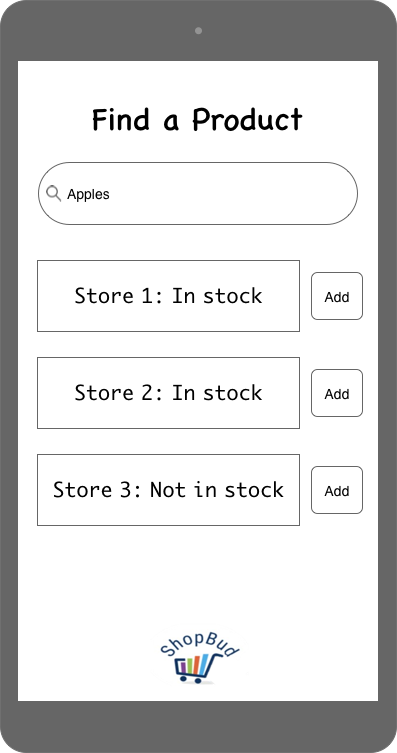 Find a Product
Apples
Store 1: In stock
Add
Store 2: In stock
Add
Store 3: Not in stock
Add
ShopBud